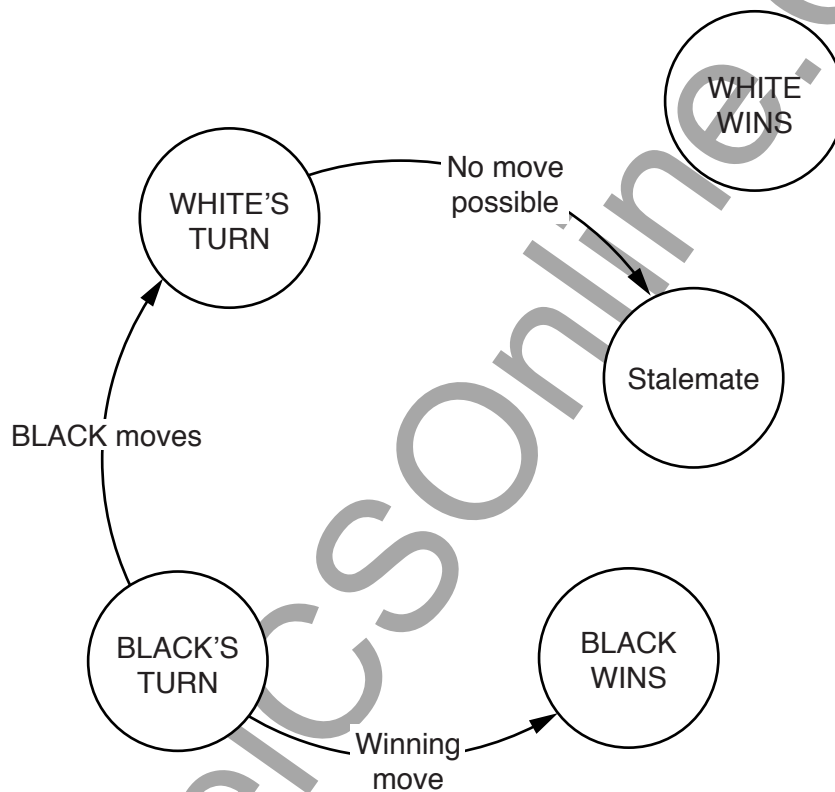 WHITE
WINS
WHITE'S
TURN
No move
possible
Stalemate
BLACK moves
BLACK'S
TURN
BLACK
WINS
Winning
move